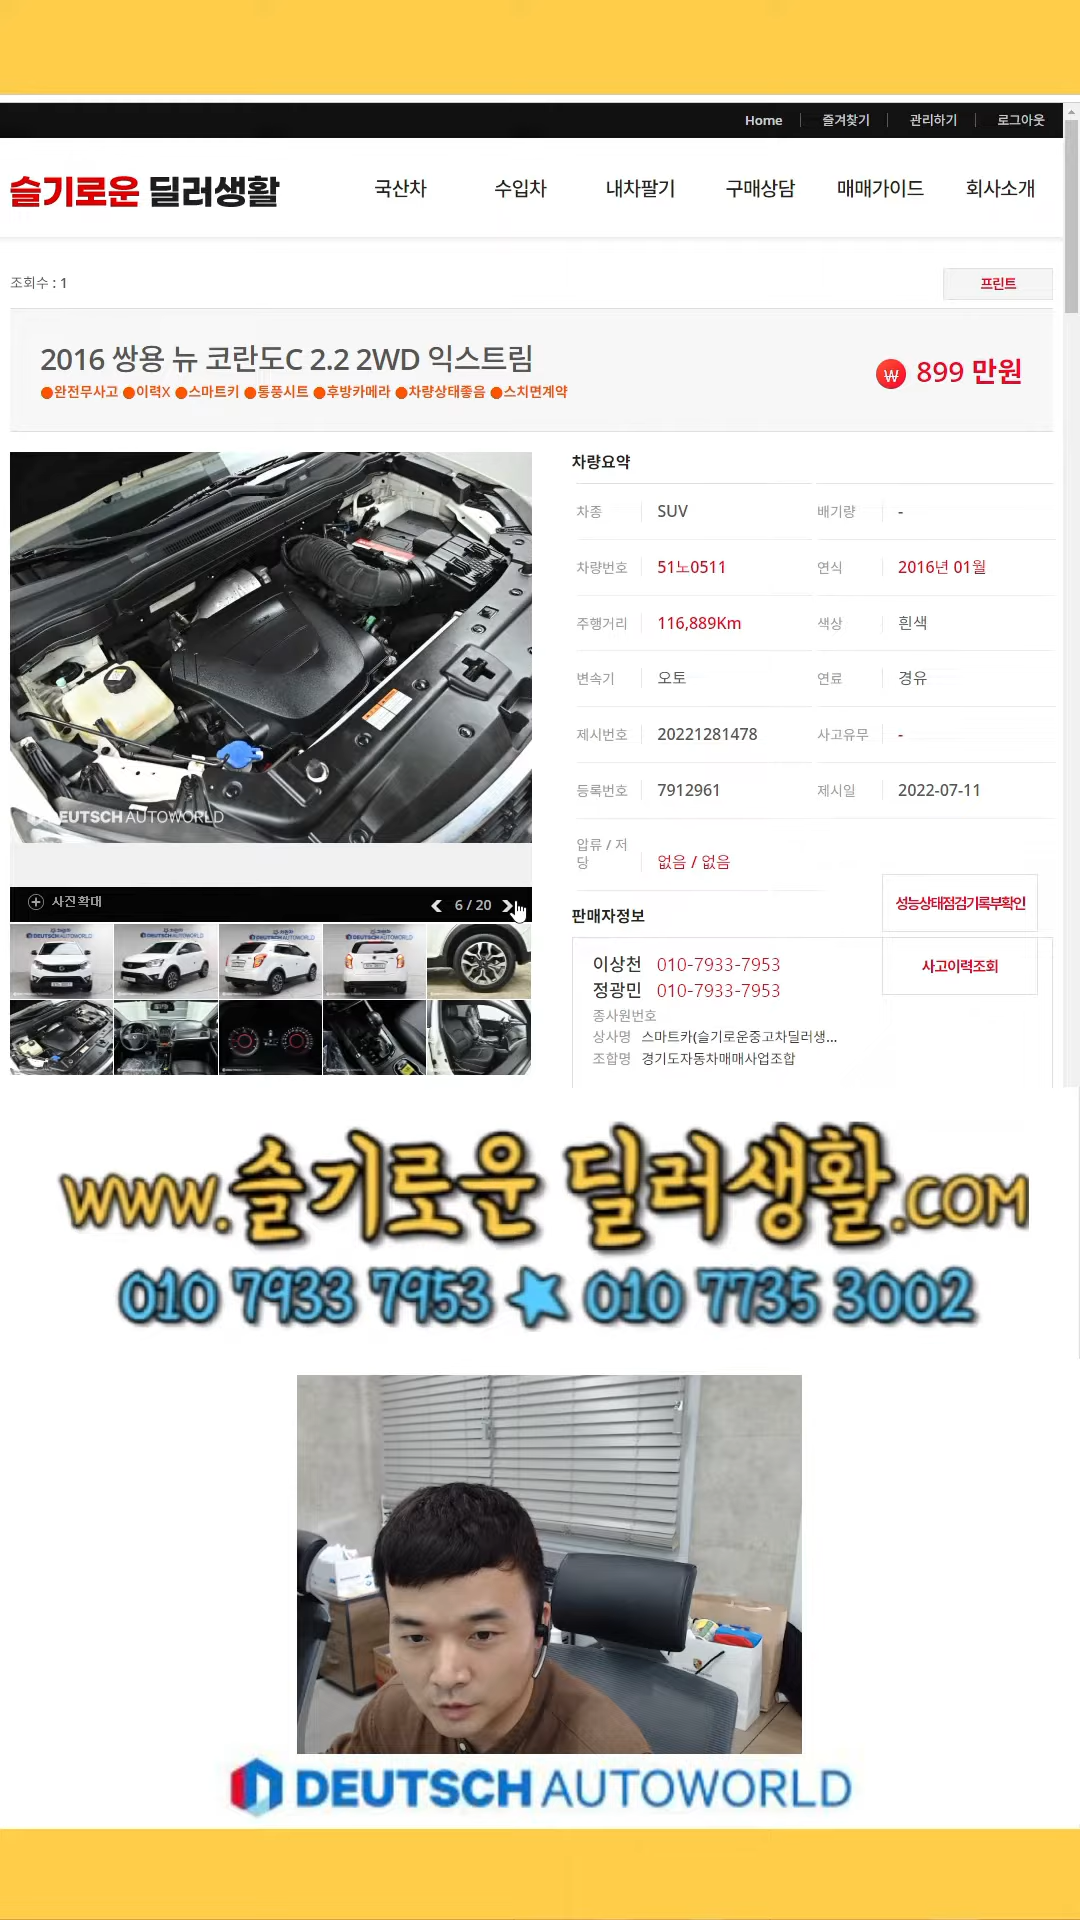 Home 즐겨찾기 관리하기 로그아웃
슬기로운 딜러생활 국산차 수입차 내차팔기 구매상담 매매가이드 회사소개
조회수 : 1 프린트
2016 쌍용 뉴 코란도C 2.2 2WD 익스트림
●완전무사고 ●이력X ●스마트키 ●통풍시트 ●후방카메라 ●차량상태좋음 ●스치면계약
₩ 899 만원
차량요약
차종 SUV 배기량 -
차량번호 51노0511 연식 2016년 01월
주행거리 116,889Km 색상 흰색
변속기 오토 연료 경유
제시번호 20221281478 사고유무 -
등록번호 7912961 제시일 2022-07-11
압류 / 저
당 없음 / 없음
DEUTSCH AUTOWORLD
사진확대 6 / 20
판매자정보
성능상태점검기록부확인
사고이력조회
이상천 010-7933-7953
정광민 010-7933-7953
종사원번호
상사명 스마트카(슬기로운중고차딜러생...
조합명 경기도자동차매매사업조합
www.슬기로운 딜러생활.com
010 7933 7953 ★ 010 7735 3002
DEUTSCH AUTOWORLD